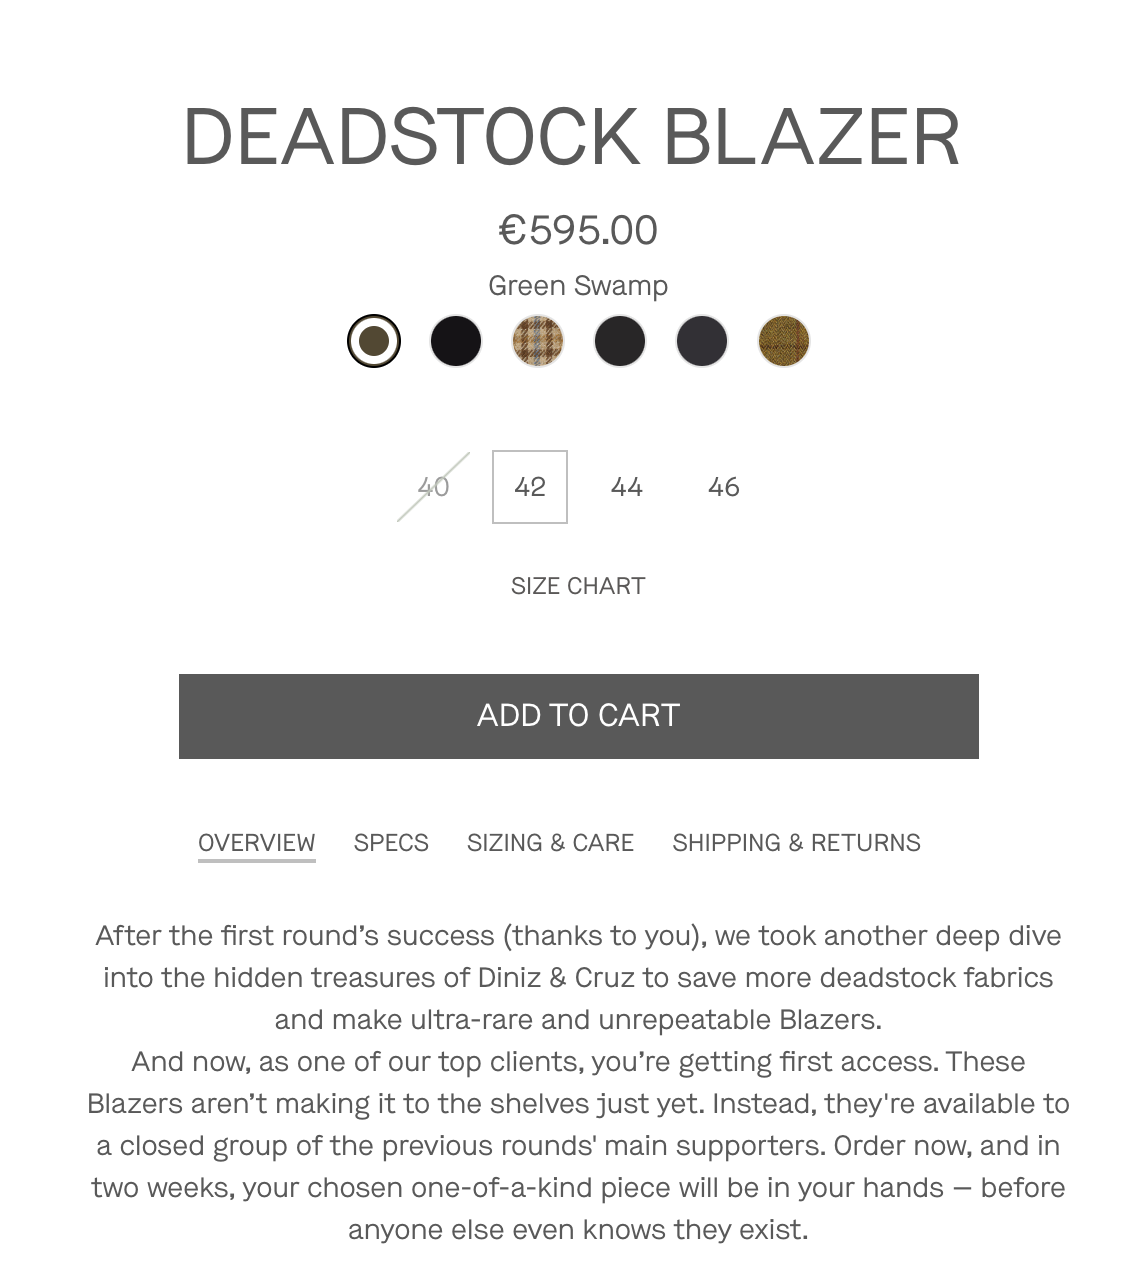 DEADSTOCK BLAZER
€595.00
Green Swamp
40 42 44 46
SIZE CHART
ADD TO CART
OVERVIEW SPECS SIZING & CARE SHIPPING & RETURNS
After the first round’s success (thanks to you), we took another deep dive
into the hidden treasures of Diniz & Cruz to save more deadstock fabrics
and make ultra-rare and unrepeatable Blazers.
And now, as one of our top clients, you’re getting first access. These
Blazers aren’t making it to the shelves just yet. Instead, they're available to
a closed group of the previous rounds' main supporters. Order now, and in
two weeks, your chosen one-of-a-kind piece will be in your hands — before
anyone else even knows they exist.